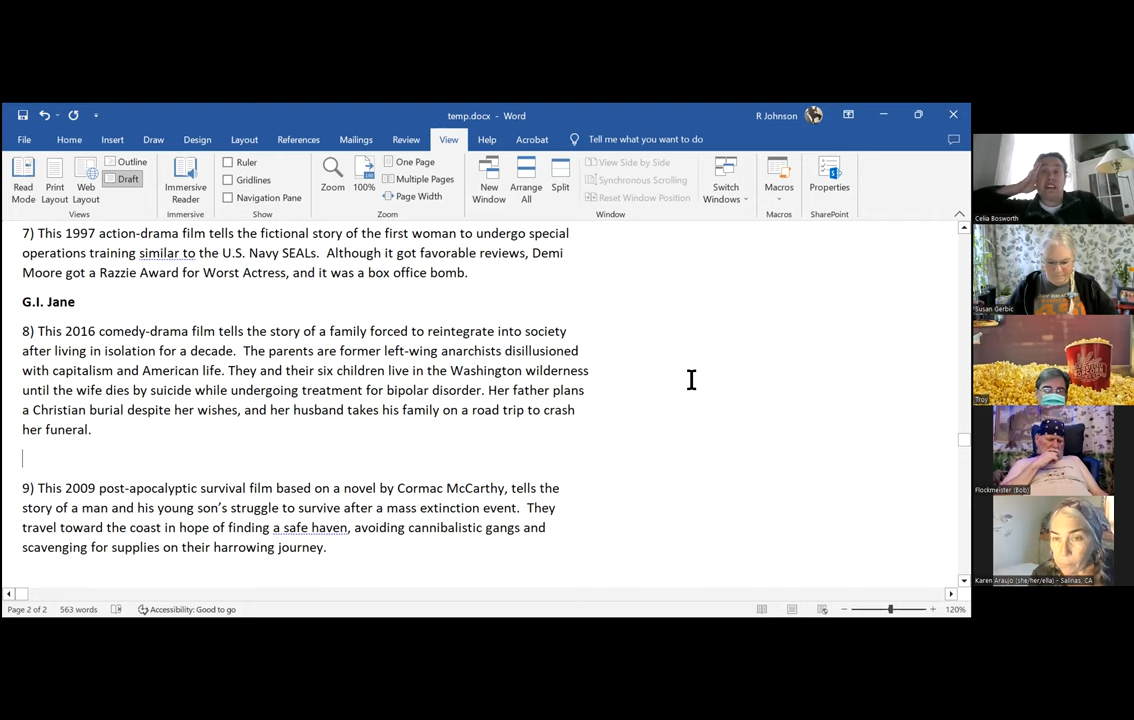 temp.docx - Word
R Johnson
File Home Insert Draw Design Layout References Mailings Review View Help Acrobat Tell me what you want to do
Read Mode
Print Layout
Web Layout
Outline
Draft
Views
Immersive Reader
Immersive
Ruler
Gridlines
Navigation Pane
Show
Zoom
100%
One Page
Multiple Pages
Page Width
Zoom
New Window
Arrange All
Split
View Side by Side
Synchronous Scrolling
Reset Window Position
Window
Switch Windows
Macros
Macros
Properties
SharePoint
7) This 1997 action-drama film tells the fictional story of the first woman to undergo special
operations training similar to the U.S. Navy SEALs. Although it got favorable reviews, Demi
Moore got a Razzie Award for Worst Actress, and it was a box office bomb.
G.I. Jane
8) This 2016 comedy-drama film tells the story of a family forced to reintegrate into society
after living in isolation for a decade. The parents are former left-wing anarchists disillusioned
with capitalism and American life. They and their six children live in the Washington wilderness
until the wife dies by suicide while undergoing treatment for bipolar disorder. Her father plans
a Christian burial despite her wishes, and her husband takes his family on a road trip to crash
her funeral.
9) This 2009 post-apocalyptic survival film based on a novel by Cormac McCarthy, tells the
story of a man and his young son's struggle to survive after a mass extinction event. They
travel toward the coast in hope of finding a safe haven, avoiding cannibalistic gangs and
scavenging for supplies on their harrowing journey.
Page 2 of 2 563 words Accessibility: Good to go 120%
Celia Bosworth
Susan Gerbic
Troy
Flockmeister (Bob)
Karen Araujo (she/her/ella) - Salinas, CA